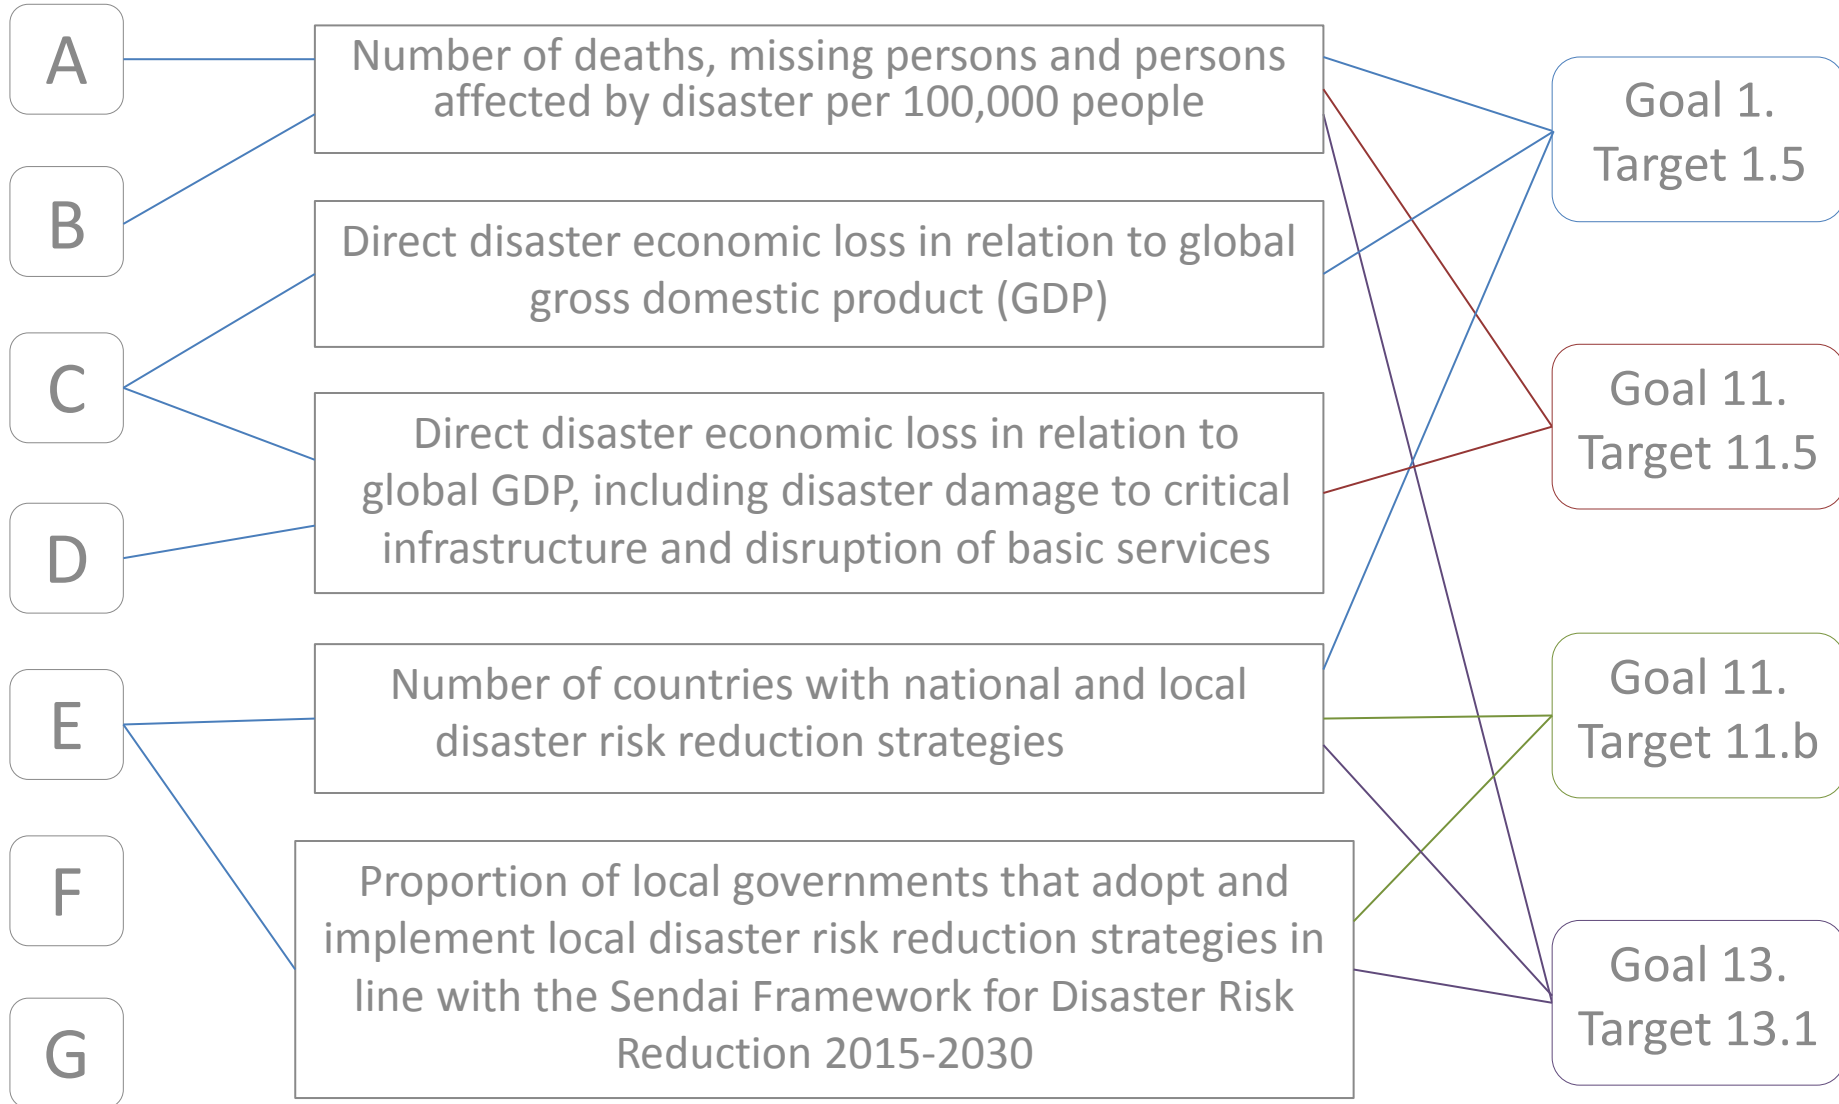 A
B
C
D
E
F
G
Number of deaths, missing persons and persons
affected by disaster per 100,000 people
Direct disaster economic loss in relation to global
gross domestic product (GDP)
Direct disaster economic loss in relation to
global GDP, including disaster damage to critical
infrastructure and disruption of basic services
Number of countries with national and local
disaster risk reduction strategies
Proportion of local governments that adopt and
implement local disaster risk reduction strategies in
line with the Sendai Framework for Disaster Risk
Reduction 2015-2030
Goal 1.
Target 1.5
Goal 11.
Target 11.5
Goal 11.
Target 11.b
Goal 13.
Target 13.1